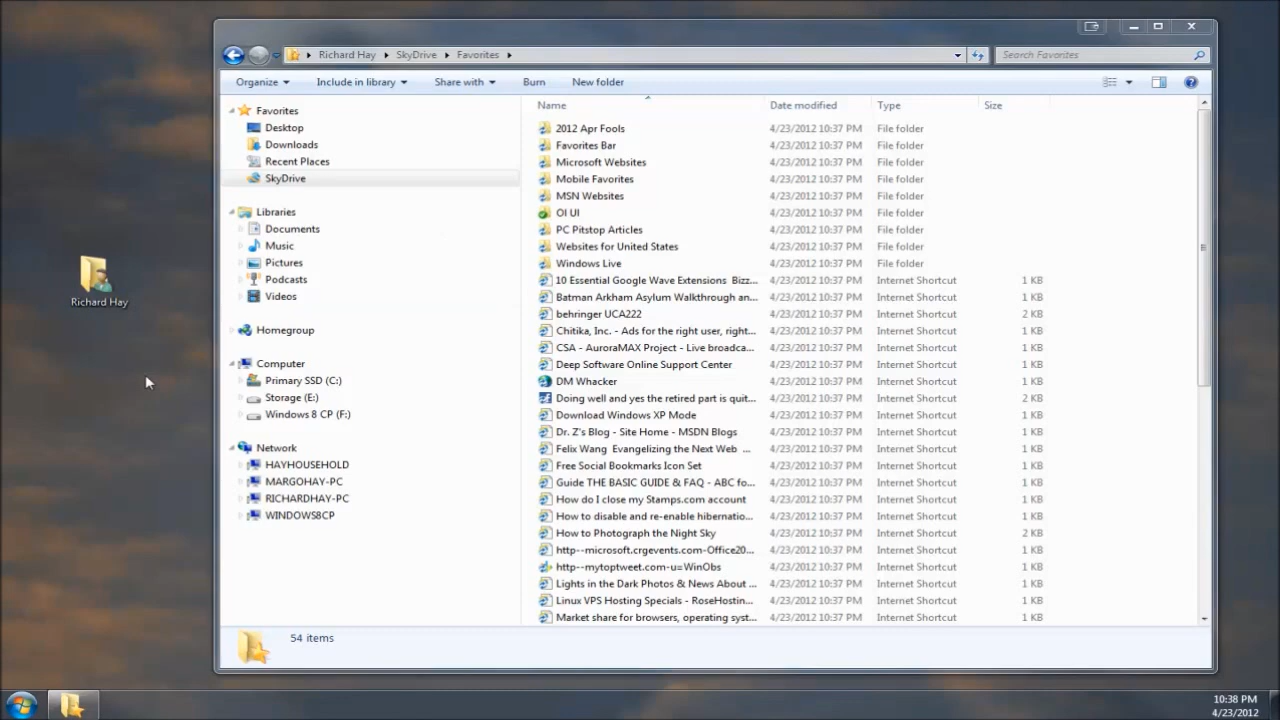 Richard Hay SkyDrive Favorites
Search Favorites
Organize Include in library Share with Burn New folder
Favorites
Desktop
Downloads
Recent Places
SkyDrive
Libraries
Documents
Music
Pictures
Podcasts
Videos
Homegroup
Computer
Primary SSD (C:)
Storage (E:)
Windows 8 CP (F:)
Network
HAYHOUSEHOLD
MARGOHAY-PC
RICHARDHAY-PC
WINDOWS8CP
Name Date modified Type Size
2012 Apr Fools 4/23/2012 10:37 PM File folder
Favorites Bar 4/23/2012 10:37 PM File folder
Microsoft Websites 4/23/2012 10:37 PM File folder
Mobile Favorites 4/23/2012 10:37 PM File folder
MSN Websites 4/23/2012 10:37 PM File folder
OI UI 4/23/2012 10:37 PM File folder
PC Pitstop Articles 4/23/2012 10:37 PM File folder
Websites for United States 4/23/2012 10:37 PM File folder
Windows Live 4/23/2012 10:37 PM File folder
10 Essential Google Wave Extensions Bizz... 4/23/2012 10:37 PM Internet Shortcut 1 KB
Batman Arkham Asylum Walkthrough an... 4/23/2012 10:37 PM Internet Shortcut 1 KB
behringer UCA222 4/23/2012 10:37 PM Internet Shortcut 2 KB
Chitika, Inc. - Ads for the right user, right... 4/23/2012 10:37 PM Internet Shortcut 1 KB
CSA - AuroraMAX Project - Live broadca... 4/23/2012 10:37 PM Internet Shortcut 1 KB
Deep Software Online Support Center 4/23/2012 10:37 PM Internet Shortcut 1 KB
DM Whacker 4/23/2012 10:37 PM Internet Shortcut 1 KB
Doing well and yes the retired part is quit... 4/23/2012 10:37 PM Internet Shortcut 2 KB
Download Windows XP Mode 4/23/2012 10:37 PM Internet Shortcut 1 KB
Dr. Z's Blog - Site Home - MSDN Blogs 4/23/2012 10:37 PM Internet Shortcut 1 KB
Felix Wang Evangelizing the Next Web ... 4/23/2012 10:37 PM Internet Shortcut 1 KB
Free Social Bookmarks Icon Set 4/23/2012 10:37 PM Internet Shortcut 1 KB
Guide THE BASIC GUIDE & FAQ - ABC fo... 4/23/2012 10:37 PM Internet Shortcut 1 KB
How do I close my Stamps.com account 4/23/2012 10:37 PM Internet Shortcut 1 KB
How to disable and re-enable hibernatio... 4/23/2012 10:37 PM Internet Shortcut 1 KB
How to Photograph the Night Sky 4/23/2012 10:37 PM Internet Shortcut 2 KB
http--microsoft.crgevents.com-Office20... 4/23/2012 10:37 PM Internet Shortcut 1 KB
http--mytoptweet.com-u=WinObs 4/23/2012 10:37 PM Internet Shortcut 1 KB
Lights in the Dark Photos & News About ... 4/23/2012 10:37 PM Internet Shortcut 1 KB
Linux VPS Hosting Specials - RoseHostin... 4/23/2012 10:37 PM Internet Shortcut 1 KB
Market share for browsers, operating syst... 4/23/2012 10:37 PM Internet Shortcut 1 KB
54 items
Richard Hay
10:38 PM
4/23/2012